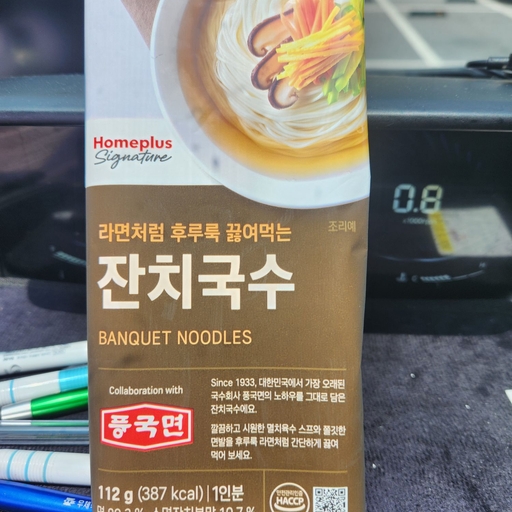 Homeplus
Signature
조리예
라면처럼 후루룩 끓여먹는
잔치국수
BANQUET NOODLES
Collaboration with
풍국면
Since 1933, 대한민국에서 가장 오래된
국수회사 풍국면의 노하우를 그대로 담은
잔치국수에요.
깔끔하고 시원한 멸치육수 스프와 쫄깃한
면발을 후루룩 라면처럼 간단하게 끓여
먹어 보세요.
112 g (387 kcal) | 1인분
HACCP
0.8